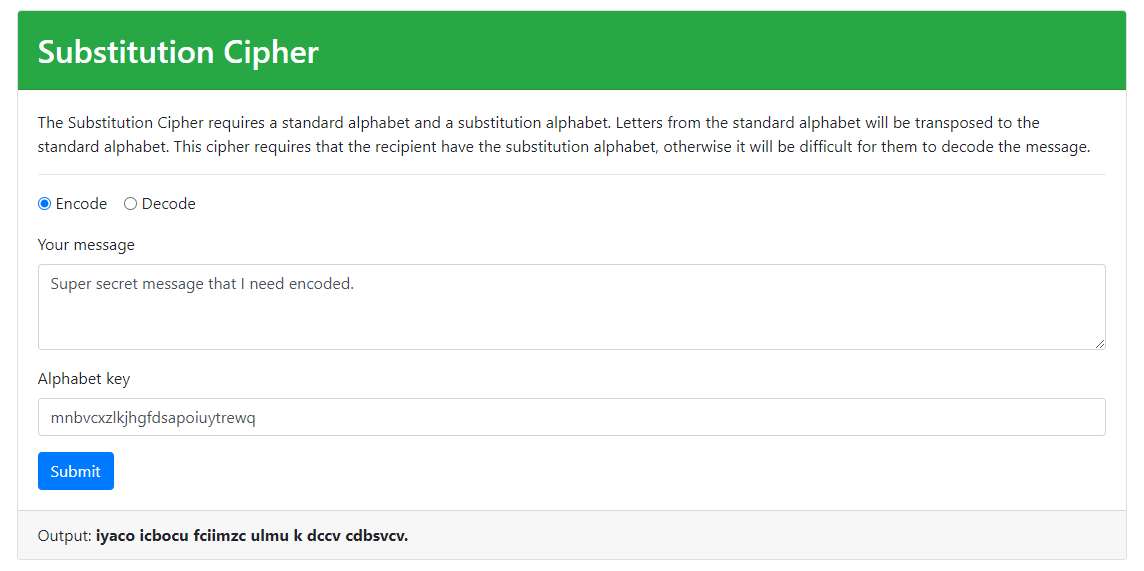 Substitution Cipher
The Substitution Cipher requires a standard alphabet and a substitution alphabet. Letters from the standard alphabet will be transposed to the
standard alphabet. This cipher requires that the recipient have the substitution alphabet, otherwise it will be difficult for them to decode the message.
Encode Decode
Your message
Super secret message that I need encoded.
Alphabet key
mnbvcxzlkjhgfdsapoiuytrewq
Submit
Output: iyaco icbocu fciimzc ulmu k dccv cdbsvcv.